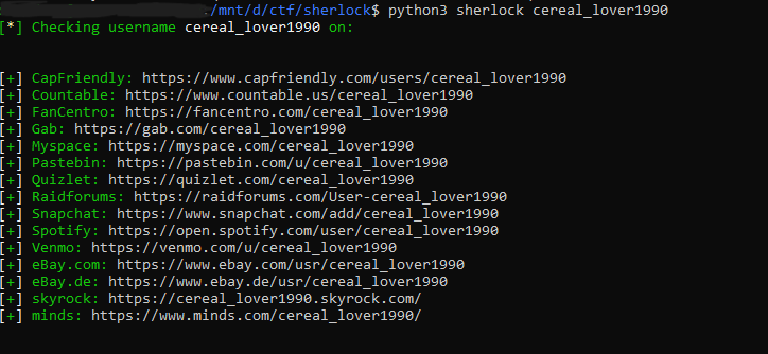 /mnt/d/ctf/sherlock$ python3 sherlock cereal_lover1990
[*] Checking username cereal_lover1990 on:
[+] CapFriendly: https://www.capfriendly.com/users/cereal_lover1990
[+] Countable: https://www.countable.us/cereal_lover1990
[+] FanCentro: https://fancentro.com/cereal_lover1990
[+] Gab: https://gab.com/cereal_lover1990
[+] Myspace: https://myspace.com/cereal_lover1990
[+] Pastebin: https://pastebin.com/u/cereal_lover1990
[+] Quizlet: https://quizlet.com/cereal_lover1990
[+] Raidforums: https://raidforums.com/User-cereal_lover1990
[+] Snapchat: https://www.snapchat.com/add/cereal_lover1990
[+] Spotify: https://open.spotify.com/user/cereal_lover1990
[+] Venmo: https://venmo.com/u/cereal_lover1990
[+] eBay.com: https://www.ebay.com/usr/cereal_lover1990
[+] eBay.de: https://www.ebay.de/usr/cereal_lover1990
[+] skyrock: https://cereal_lover1990.skyrock.com/
[+] minds: https://www.minds.com/cereal_lover1990/